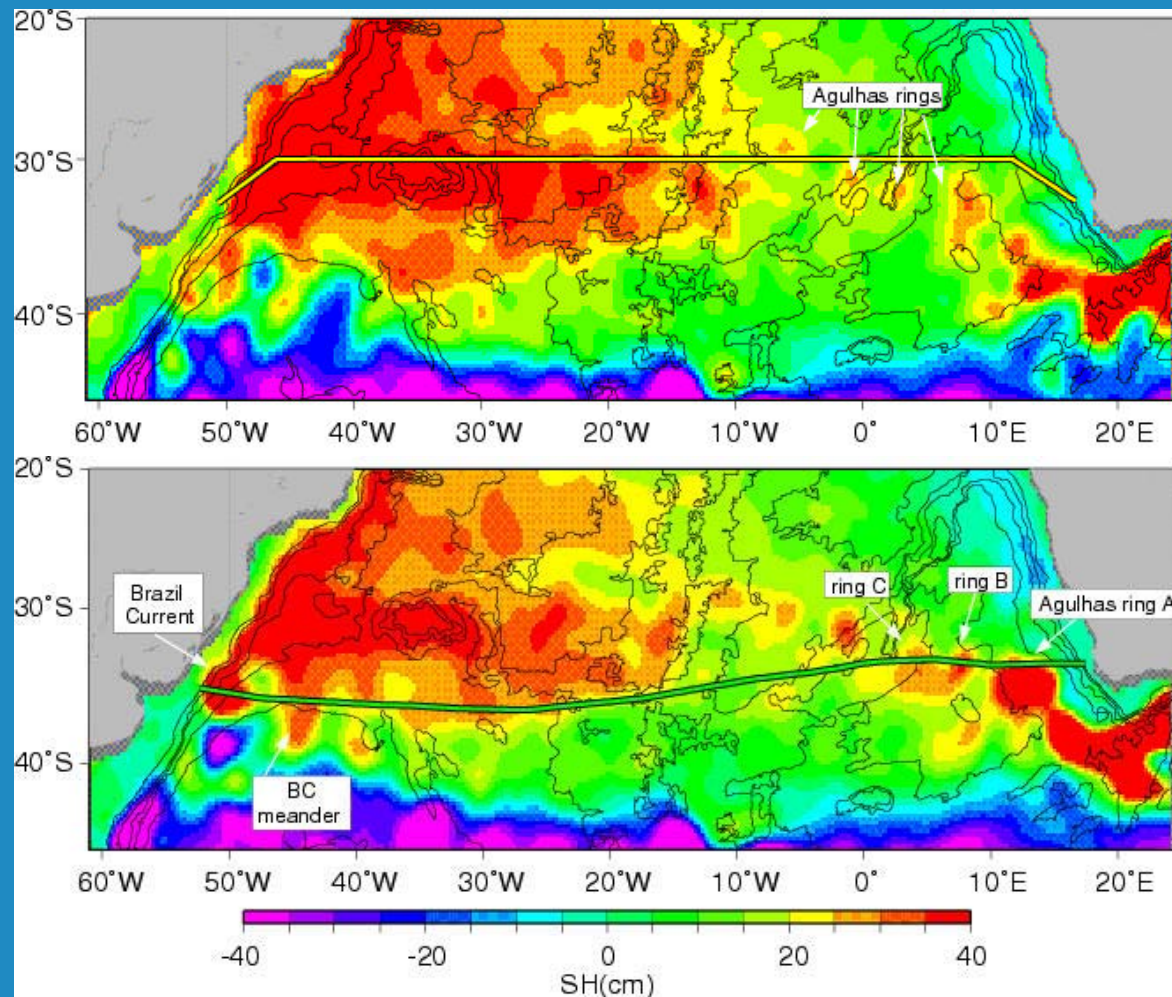 20°S
Agulhas rings
30°S
40°S
60°W 50°W 40°W 30°W 20°W 10°W 0° 10°E 20°E
20°S
Brazil
Current
ring C
ring B
Agulhas ring A
30°S
40°S
BC
meander
60°W 50°W 40°W 30°W 20°W 10°W 0° 10°E 20°E
-40 -20 0 20 40
SH(cm)